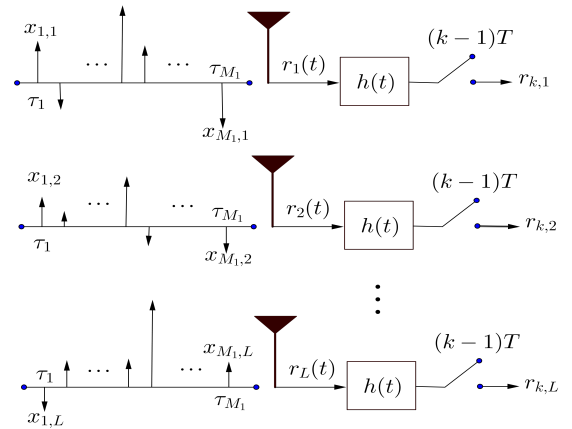 x_{1,1} ... ... τ_1 τ_{M_1} x_{M_1,1} r_1(t) h(t) (k − 1)T r_{k,1}
x_{1,2} ... ... τ_1 τ_{M_1} x_{M_1,2} r_2(t) h(t) (k − 1)T r_{k,2}
⋮
τ_1 x_{1,L} ... ... x_{M_1,L} τ_{M_1} r_L(t) h(t) (k − 1)T r_{k,L}